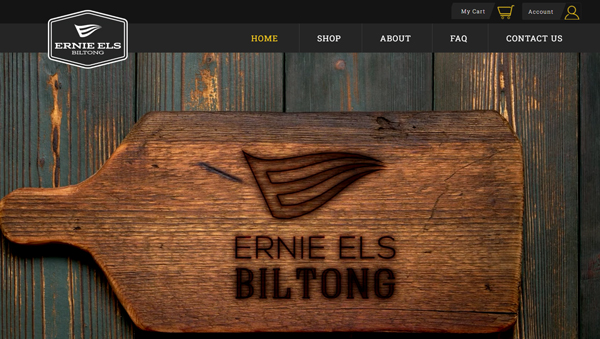 My Cart
Account
ERNIE ELS
BILTONG
HOME
SHOP
ABOUT
FAQ
CONTACT US
ERNIE ELS
BILTONG